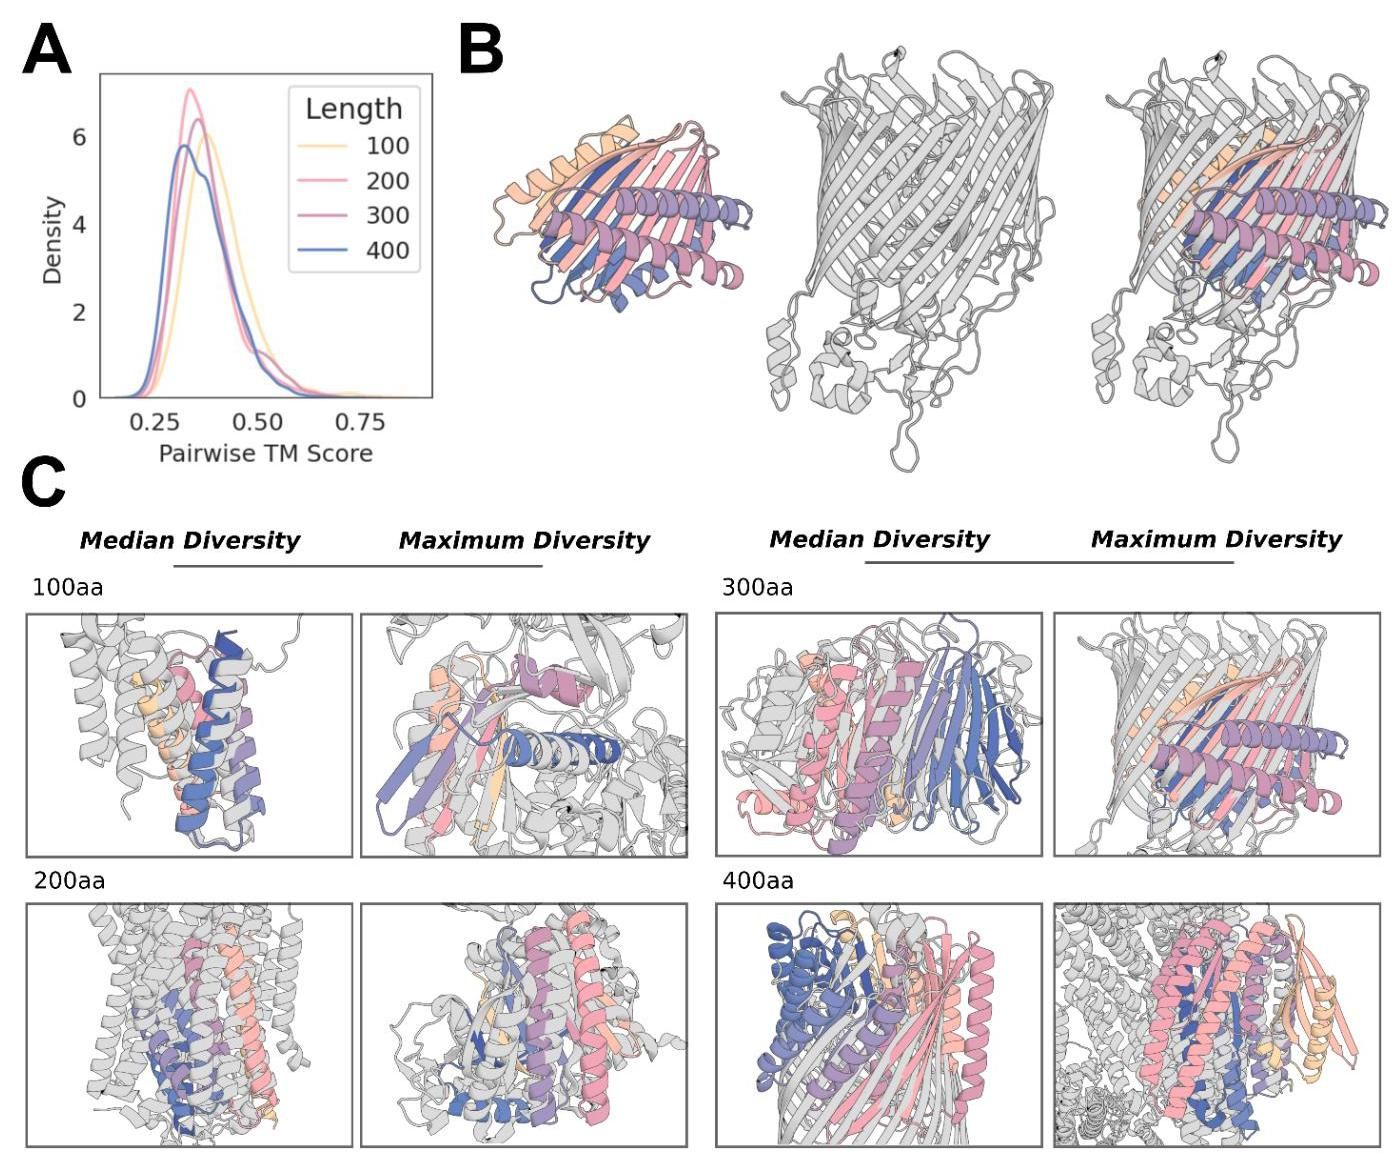 A
B
Density
6
4
2
0
Length
100
200
300
400
0.25 0.50 0.75
Pairwise TM Score
C
Median Diversity Maximum Diversity Median Diversity Maximum Diversity
100aa 300aa
200aa 400aa